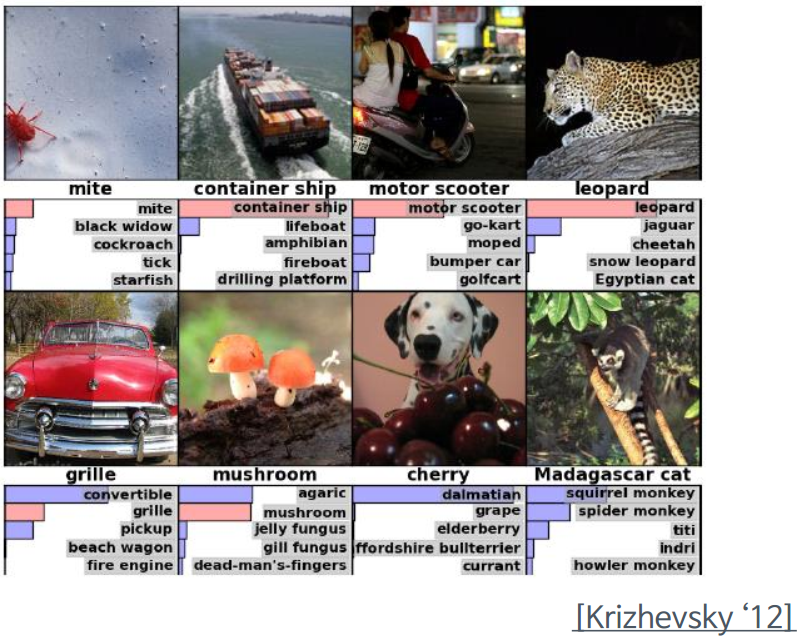 mite
container ship
motor scooter
leopard
mite
black widow
cockroach
tick
starfish
container ship
lifeboat
amphibian
fireboat
drilling platform
motor scooter
go-kart
moped
bumper car
golfcart
leopard
jaguar
cheetah
snow leopard
Egyptian cat
grille
mushroom
cherry
Madagascar cat
convertible
grille
pickup
beach wagon
fire engine
agaric
mushroom
jelly fungus
gill fungus
dead-man's-fingers
dalmatian
grape
elderberry
ffordshire bullterrier
currant
squirrel monkey
spider monkey
titi
indri
howler monkey
[Krizhevsky ‘12]